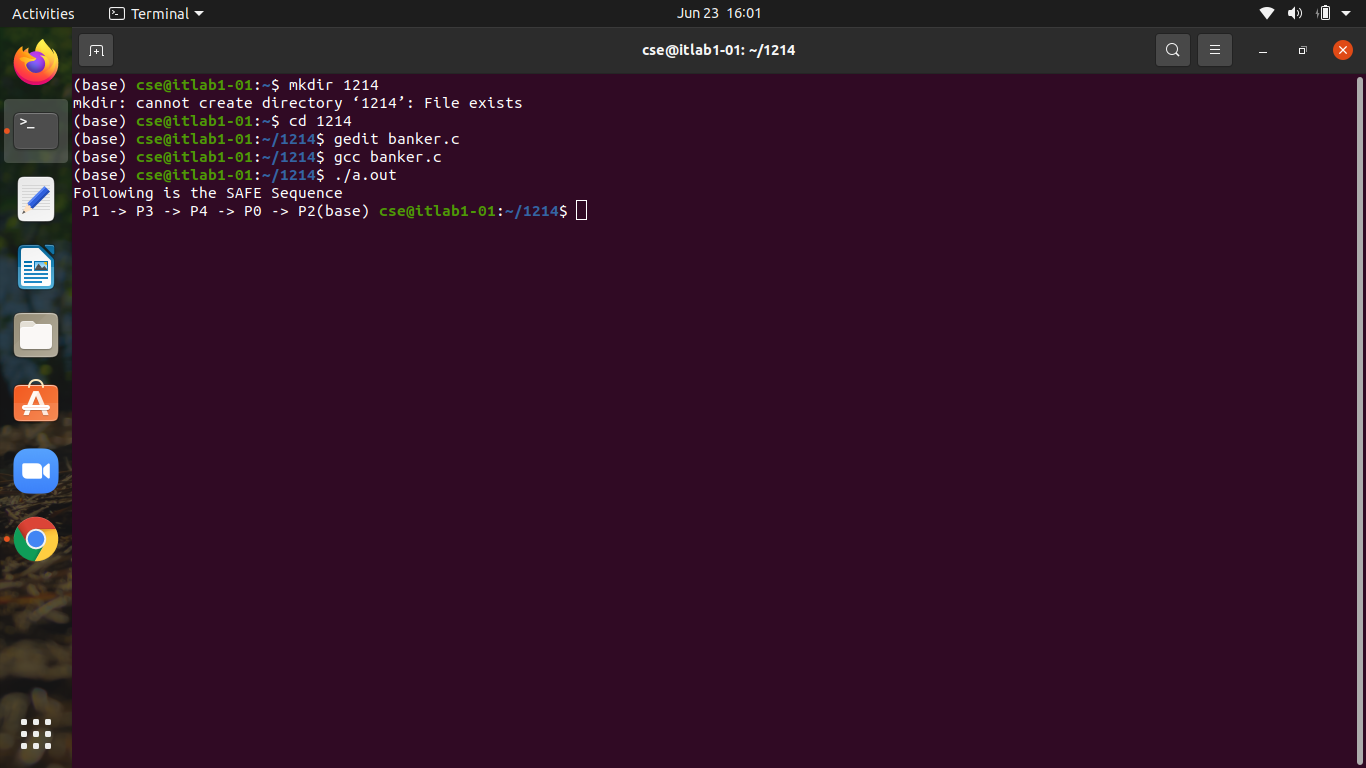 Activities Terminal Jun 23 16:01
cse@itlab1-01: ~/1214
(base) cse@itlab1-01:~$ mkdir 1214
mkdir: cannot create directory ‘1214’: File exists
(base) cse@itlab1-01:~$ cd 1214
(base) cse@itlab1-01:~/1214$ gedit banker.c
(base) cse@itlab1-01:~/1214$ gcc banker.c
(base) cse@itlab1-01:~/1214$ ./a.out
Following is the SAFE Sequence
 P1 -> P3 -> P4 -> P0 -> P2(base) cse@itlab1-01:~/1214$